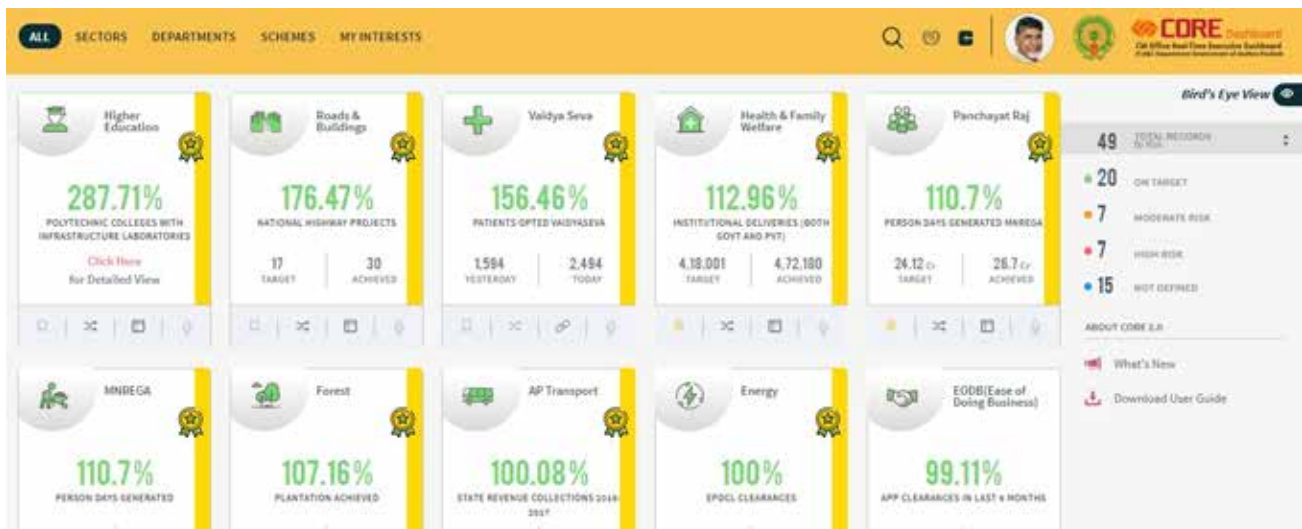 ALL SECTORS DEPARTMENTS SCHEMES MY INTERESTS
CORE Dashboard
CM Office Real Time Executive Dashboard
Bird's Eye View
Higher
Education
287.71%
POLYTECHNIC COLLEGES WITH
INFRASTRUCTURE LABORATORIES
Click Here
for Detailed View
Roads &
Buildings
176.47%
NATIONAL HIGHWAY PROJECTS
17 30
TARGET ACHIEVED
Vaidya Seva
156.46%
PATIENTS OPTED VAIDYASEVA
1,594 2,494
YESTERDAY TODAY
Health & Family
Welfare
112.96%
INSTITUTIONAL DELIVERIES (BOTH
GOVT AND PVT)
4,18,001 4,72,180
TARGET ACHIEVED
Panchayat Raj
110.7%
PERSON DAYS GENERATED MNREGA
24.12 Cr 26.7 Cr
TARGET ACHIEVED
49 TOTAL RECORDS
20 ON TARGET
7 MODERATE RISK
7 HIGH RISK
15 NOT DEFINED
ABOUT CORE 2.0
What's New
Download User Guide
MNREGA
110.7%
PERSON DAYS GENERATED
Forest
107.16%
PLANTATION ACHIEVED
AP Transport
100.08%
STATE REVENUE COLLECTIONS 2016-
2017
Energy
100%
EPDCL CLEARANCES
EODB(Ease of
Doing Business)
99.11%
APP CLEARANCES IN LAST 6 MONTHS